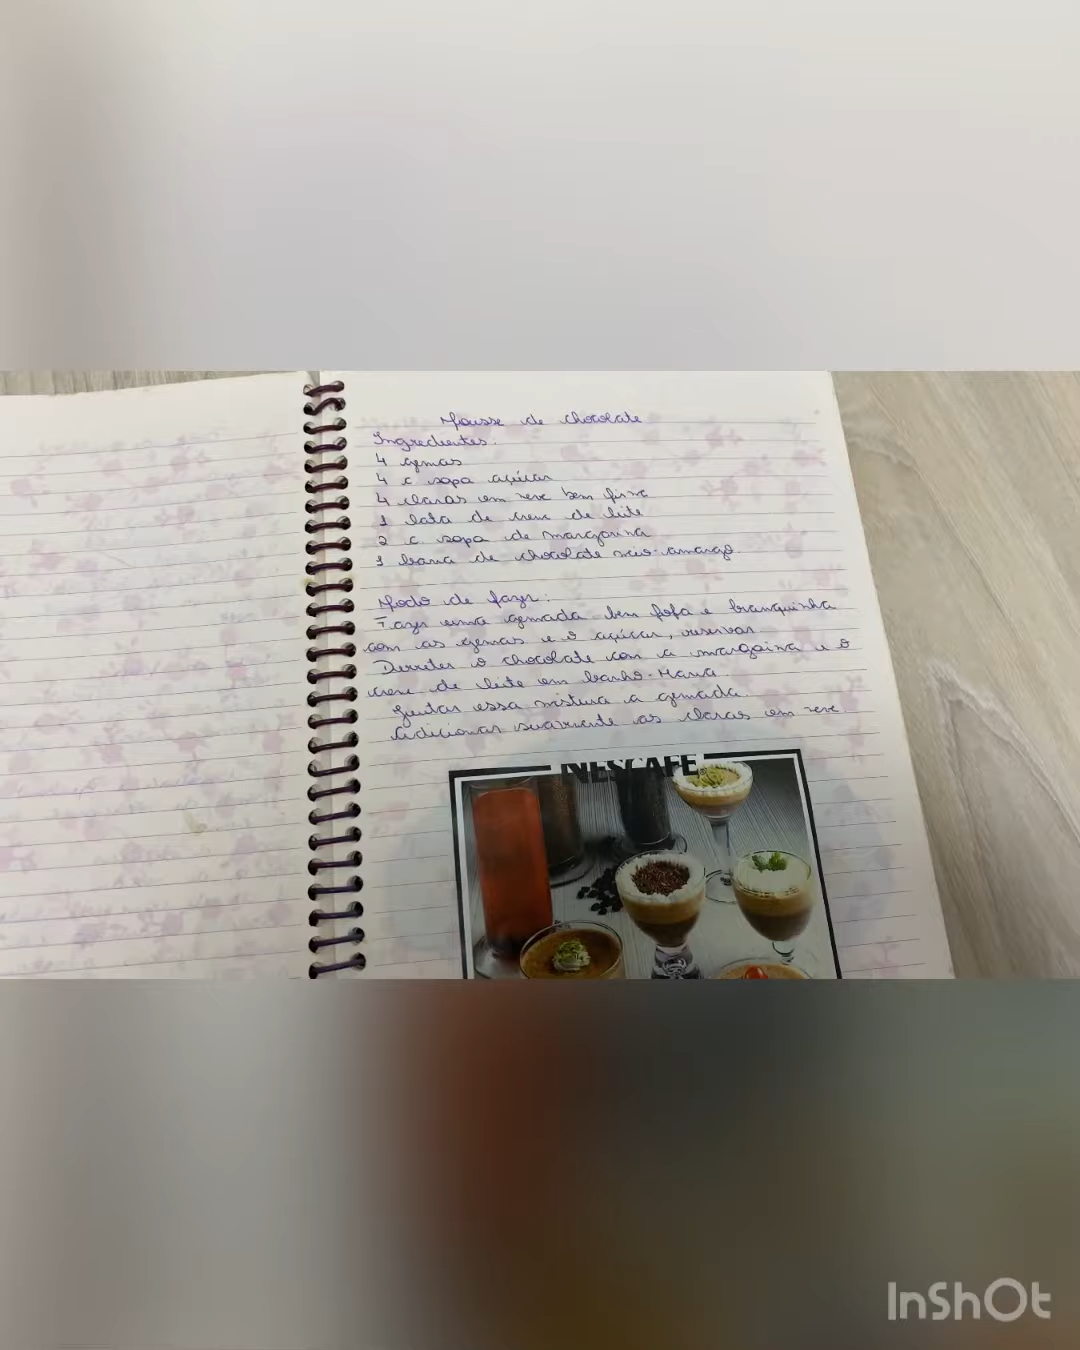 Mousse de chocolate
Ingredientes:
4 gemas
4 c sopa açúcar
4 claras em neve bem firme
1 lata de creme de leite
2 c. sopa de margarina
1 barra de chocolate meio-amargo
Modo de fazer:
Fazer uma gemada bem fofa e branquinha
com as gemas e o açúcar, reservar
Derreter o chocolate com a margarina e o
creme de leite em banho-Maria.
Juntar essa mistura a gemada.
Adicionar suavemente as claras em neve
NESCAFÉ
InShOt